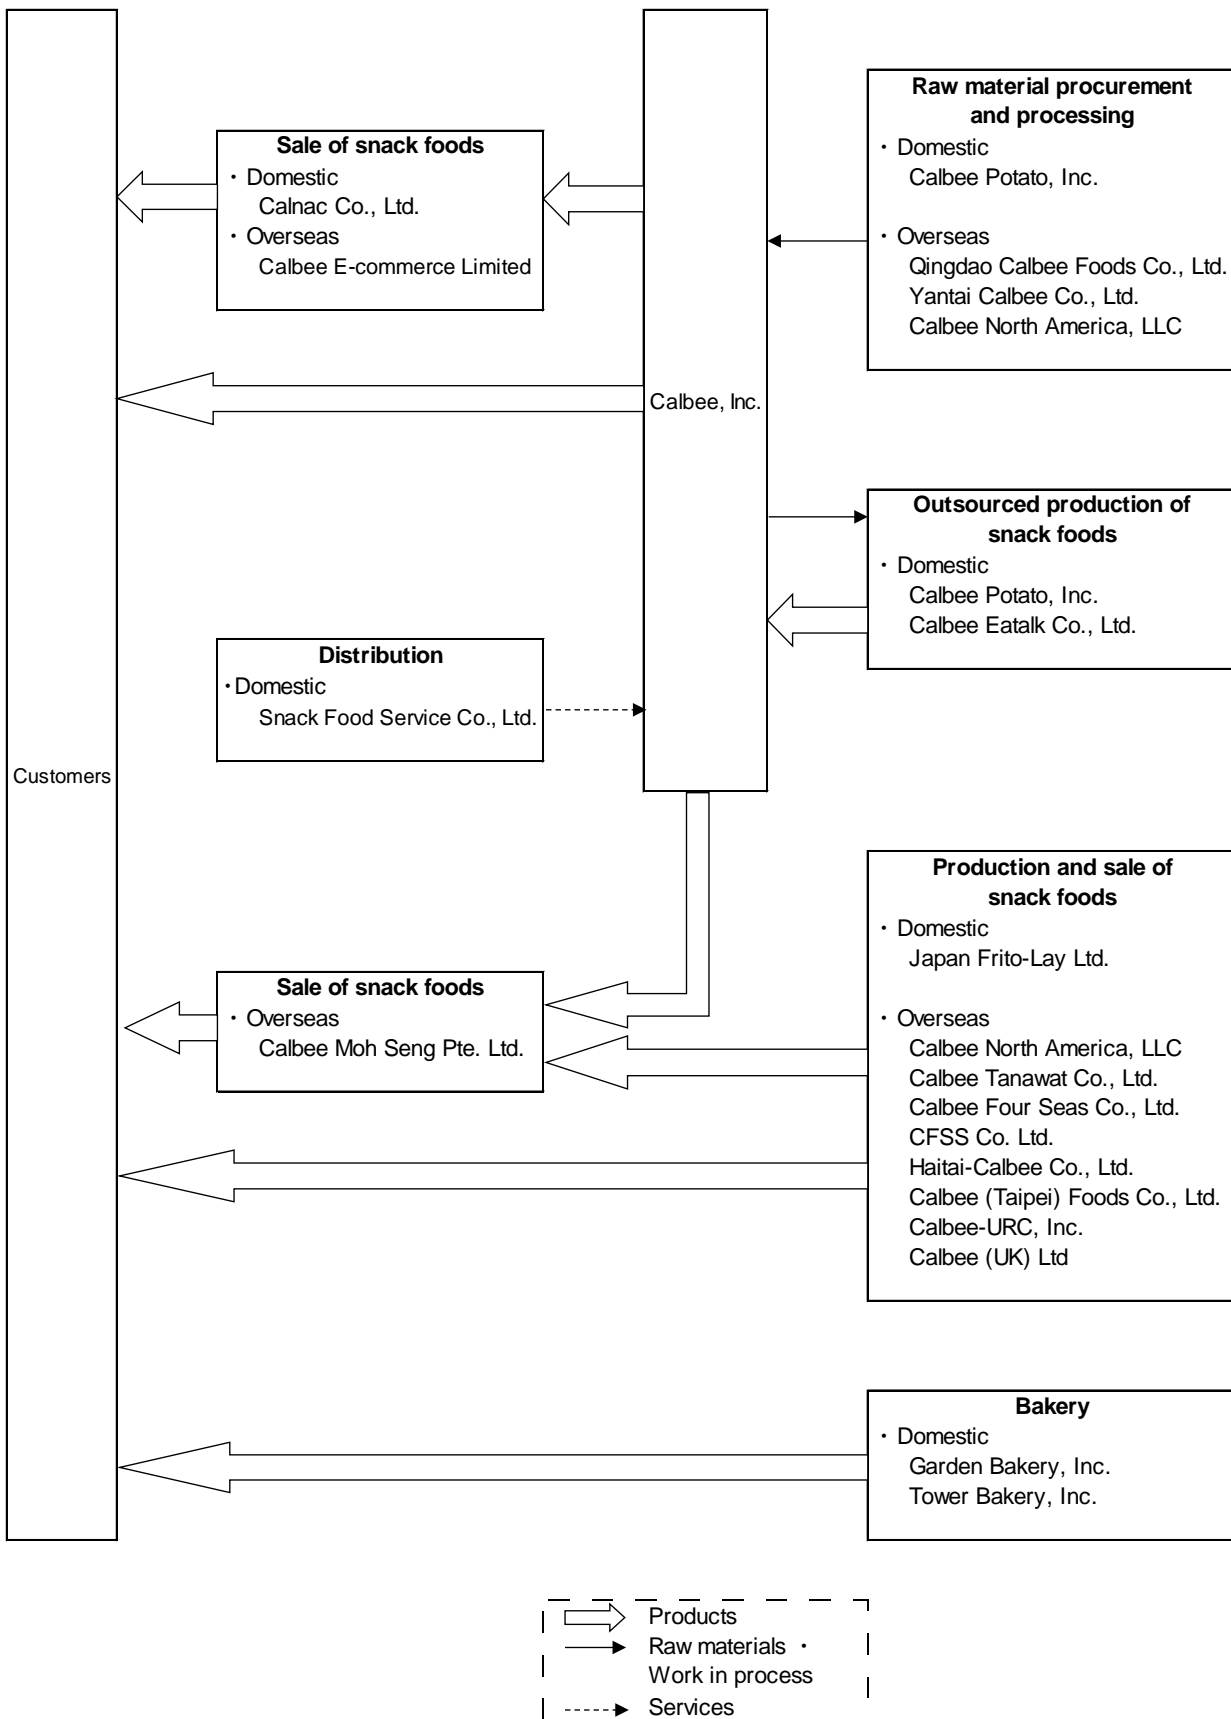 Raw material procurement
and processing
・ Domestic
Calbee Potato, Inc.
・ Overseas
Qingdao Calbee Foods Co., Ltd.
Yantai Calbee Co., Ltd.
Calbee North America, LLC
Sale of snack foods
・ Domestic
Calnac Co., Ltd.
・ Overseas
Calbee E-commerce Limited
Calbee, Inc.
Outsourced production of
snack foods
・ Domestic
Calbee Potato, Inc.
Calbee Eatalk Co., Ltd.
Distribution
・Domestic
Snack Food Service Co., Ltd.
Customers
Production and sale of
snack foods
・ Domestic
Japan Frito-Lay Ltd.
・ Overseas
Calbee North America, LLC
Calbee Tanawat Co., Ltd.
Calbee Four Seas Co., Ltd.
CFSS Co. Ltd.
Haitai-Calbee Co., Ltd.
Calbee (Taipei) Foods Co., Ltd.
Calbee-URC, Inc.
Calbee (UK) Ltd
Sale of snack foods
・ Overseas
Calbee Moh Seng Pte. Ltd.
Bakery
・ Domestic
Garden Bakery, Inc.
Tower Bakery, Inc.
Products
Raw materials ・
Work in process
Services